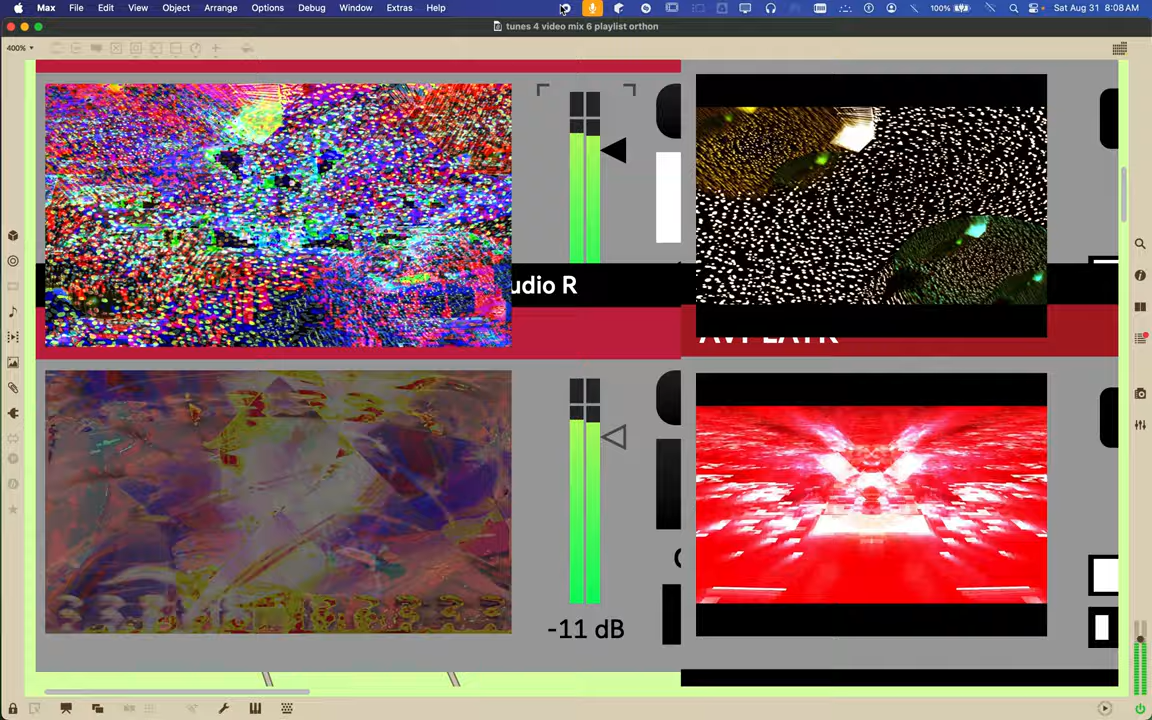 Max File Edit View Object Arrange Options Debug Window Extras Help 100% Sat Aug 31 8:08 AM
tunes 4 video mix 6 playlist orthon
400%
udio R
-11 dB